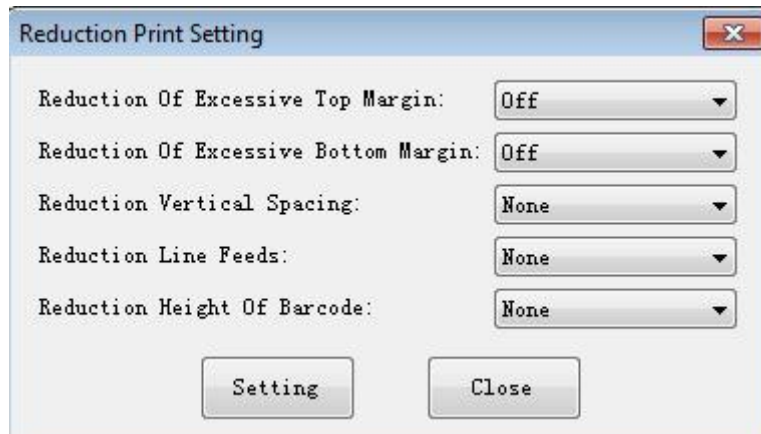 Reduction Print Setting
Reduction Of Excessive Top Margin: Off
Reduction Of Excessive Bottom Margin: Off
Reduction Vertical Spacing: None
Reduction Line Feeds: None
Reduction Height Of Barcode: None
Setting Close